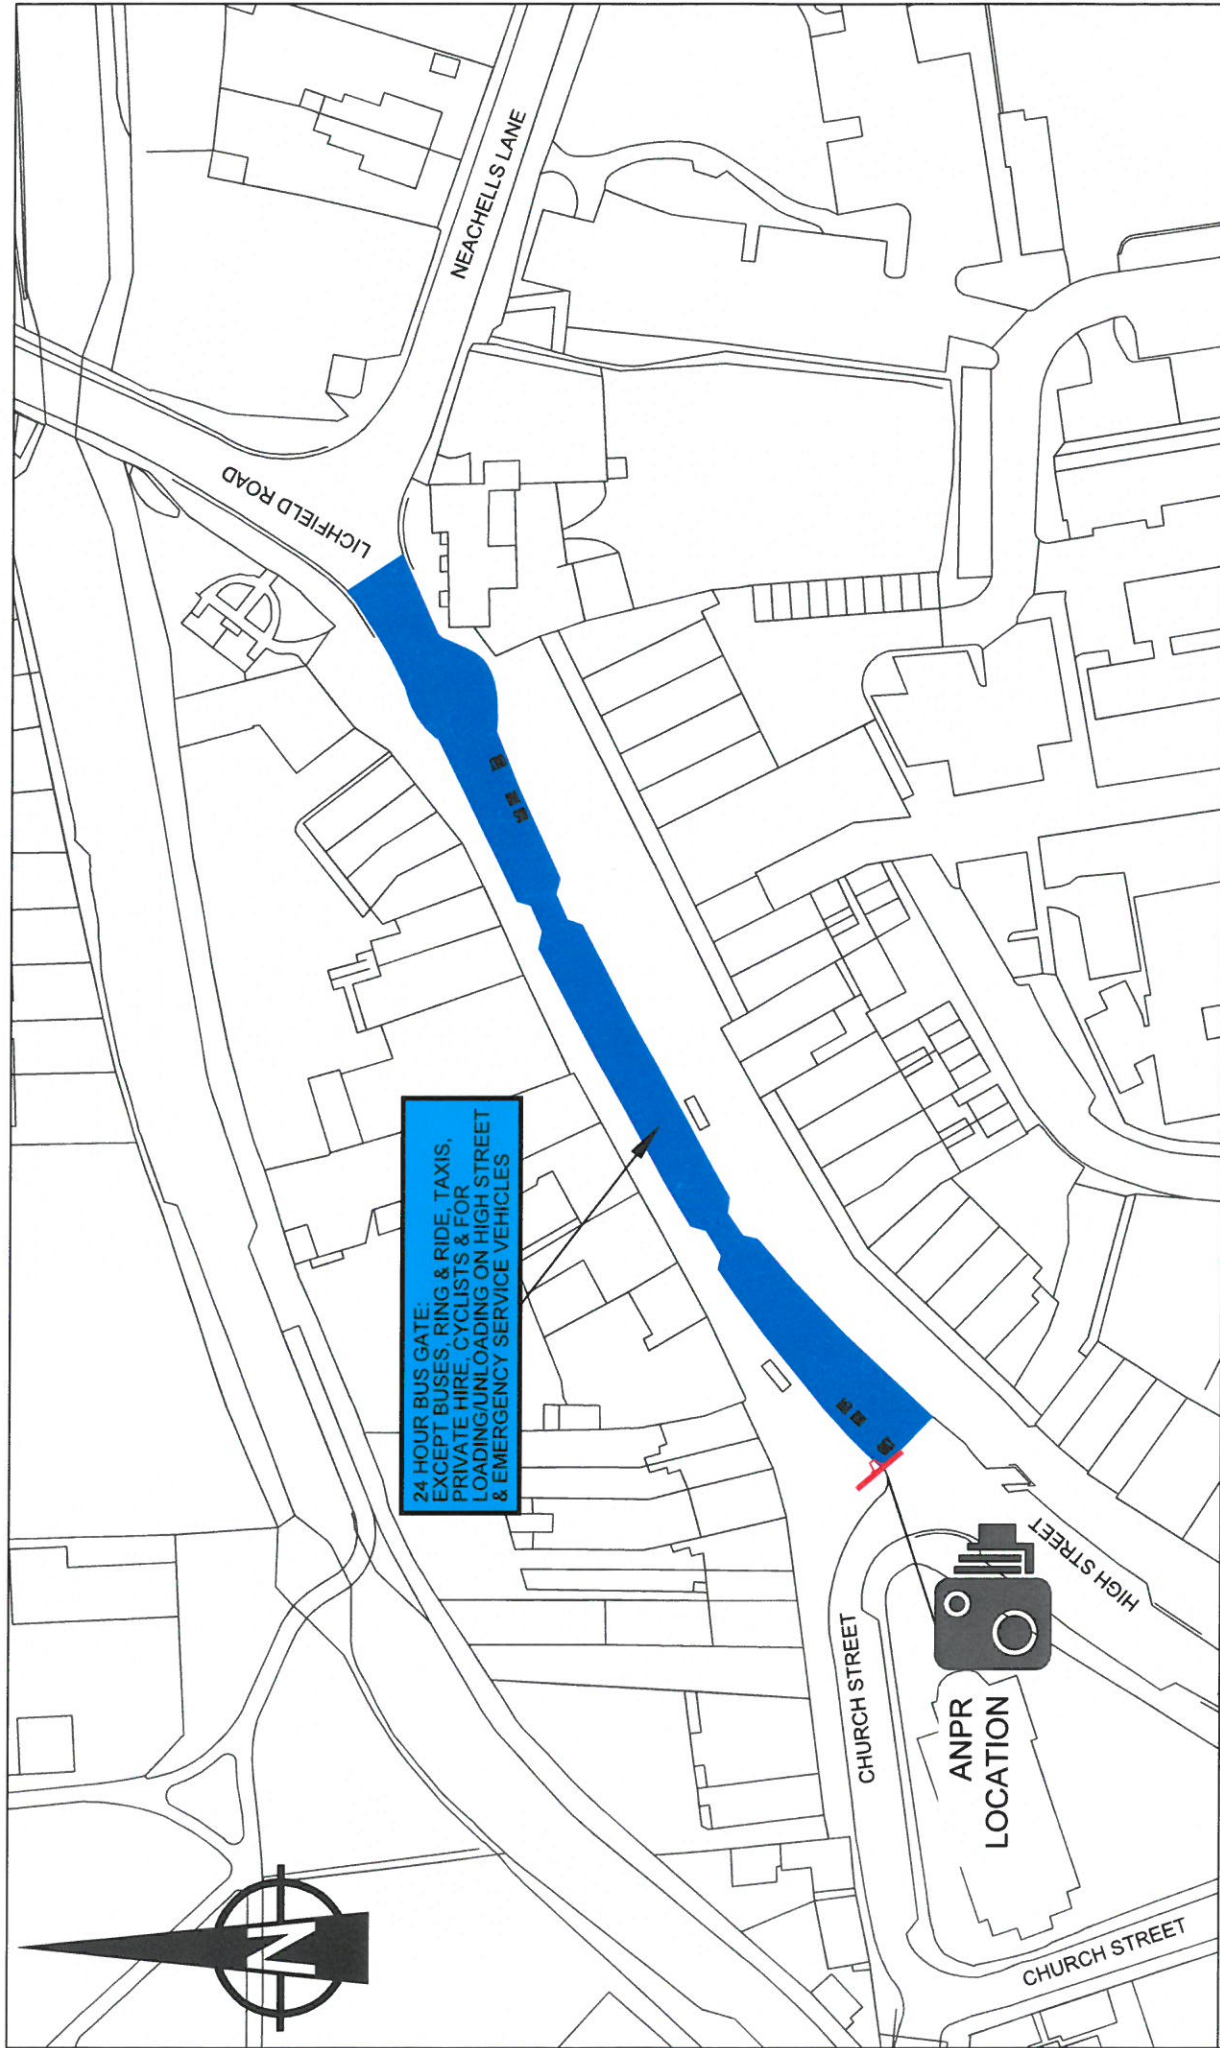 24 HOUR BUS GATE:
EXCEPT BUSES, RING & RIDE, TAXIS,
PRIVATE HIRE, CYCLISTS & FOR
LOADING/UNLOADING ON HIGH STREET
& EMERGENCY SERVICE VEHICLES
NEACHELLS LANE
LICHFIELD ROAD
HIGH STREET
CHURCH STREET
CHURCH STREET
ANPR
LOCATION
N